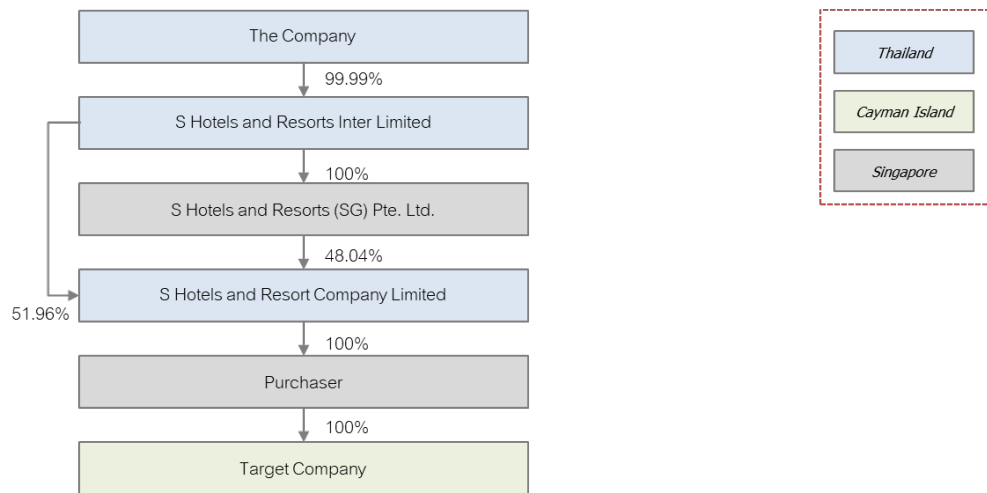 The Company
99.99%
S Hotels and Resorts Inter Limited
100%
S Hotels and Resorts (SG) Pte. Ltd.
48.04%
S Hotels and Resort Company Limited
51.96%
100%
Purchaser
100%
Target Company
Thailand
Cayman Island
Singapore